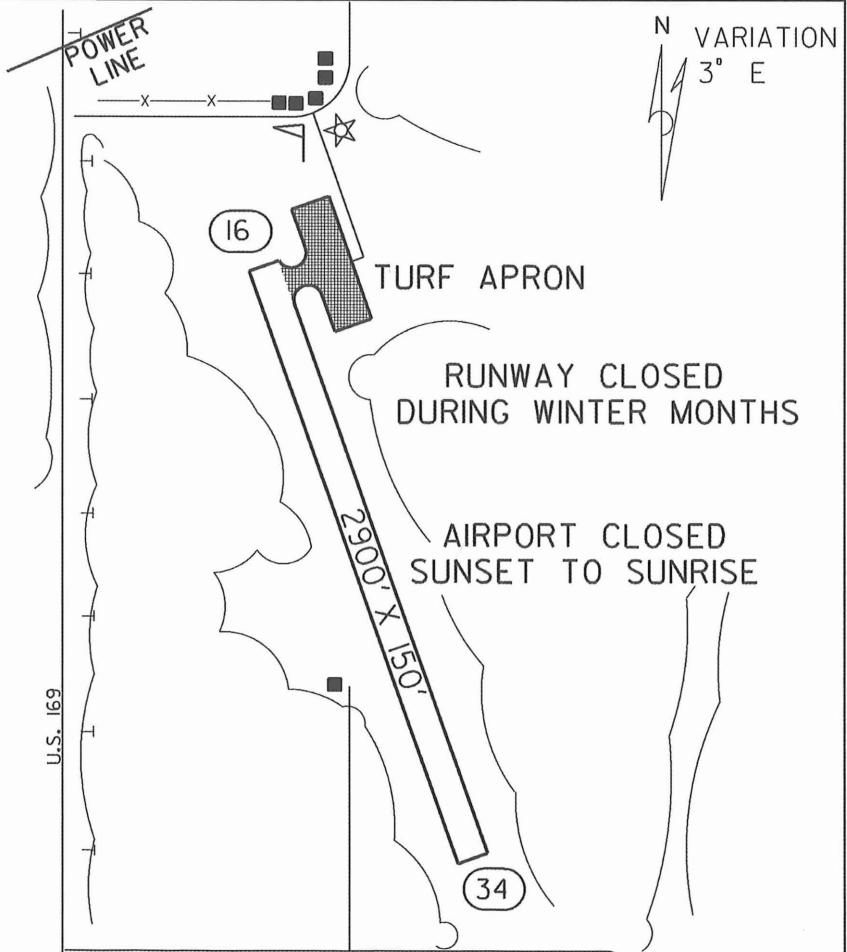 POWER
LINE
N
VARIATION
3° E
16
TURF APRON
RUNWAY CLOSED
DURING WINTER MONTHS
AIRPORT CLOSED
SUNSET TO SUNRISE
2900' X 150'
U.S. 169
34